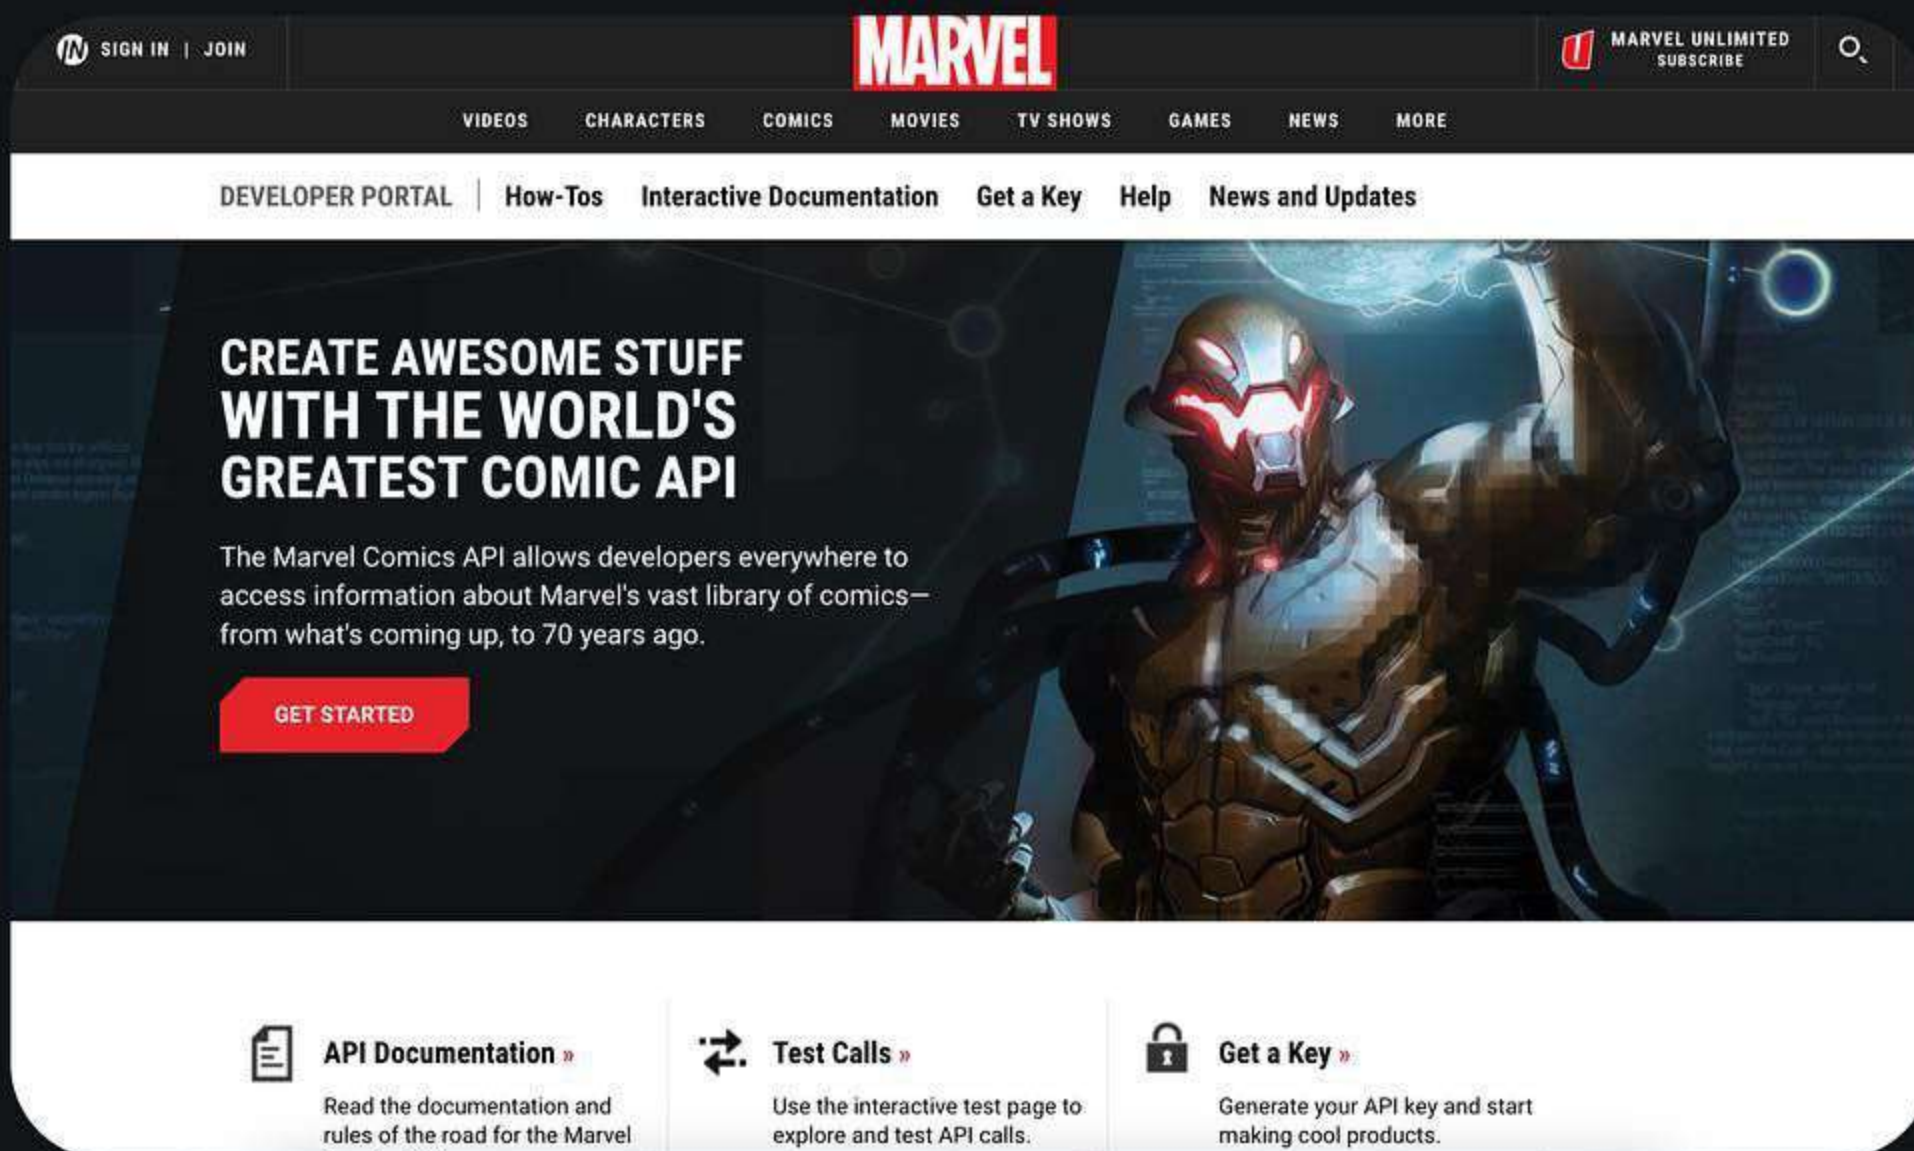 SIGN IN | JOIN
MARVEL
MARVEL UNLIMITED
SUBSCRIBE
VIDEOS CHARACTERS COMICS MOVIES TV SHOWS GAMES NEWS MORE
DEVELOPER PORTAL | How-Tos Interactive Documentation Get a Key Help News and Updates
CREATE AWESOME STUFF
WITH THE WORLD'S
GREATEST COMIC API
The Marvel Comics API allows developers everywhere to
access information about Marvel's vast library of comics—
from what's coming up, to 70 years ago.
GET STARTED
API Documentation »
Read the documentation and
rules of the road for the Marvel
Test Calls »
Use the interactive test page to
explore and test API calls.
Get a Key »
Generate your API key and start
making cool products.